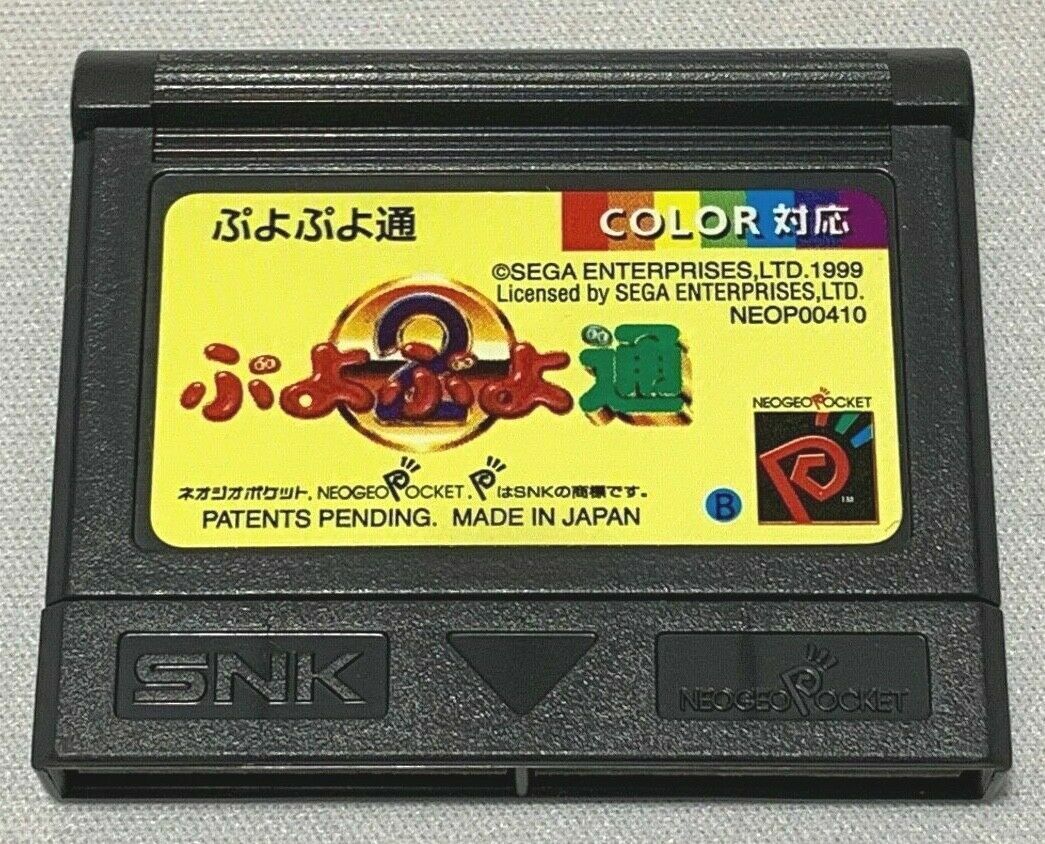 ぷよぷよ通
COLOR 対応
©SEGA ENTERPRISES,LTD.1999
Licensed by SEGA ENTERPRISES,LTD.
NEOP00410
2
ぷよぷよ通
NEOGEO POCKET
ネオジオポケット, NEOGEO POCKET, PはSNKの商標です。
B
PATENTS PENDING. MADE IN JAPAN
SNK
NEOGEO POCKET